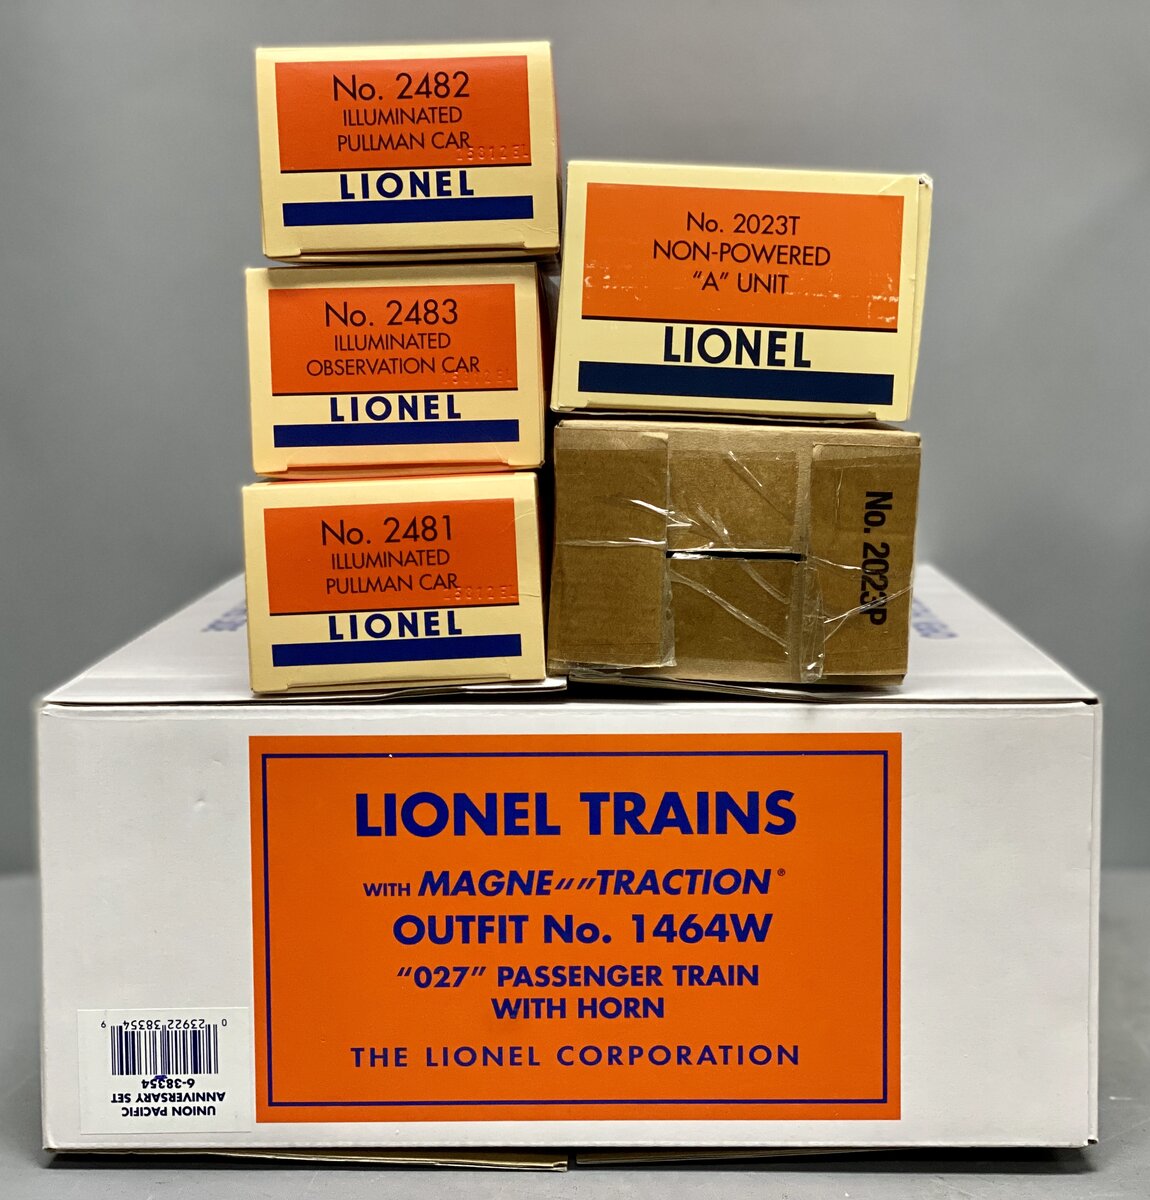 No. 2482
ILLUMINATED
PULLMAN CAR
LIONEL
No. 2483
ILLUMINATED
OBSERVATION CAR
LIONEL
No. 2481
ILLUMINATED
PULLMAN CAR
LIONEL
No. 2023T
NON-POWERED
“A” UNIT
LIONEL
No. 2023P
LIONEL TRAINS
WITH MAGNE〃〃TRACTION®
OUTFIT No. 1464W
“027” PASSENGER TRAIN
WITH HORN
THE LIONEL CORPORATION
UNION PACIFIC
ANNIVERSARY SET
6-38354
0 23922 38354 9